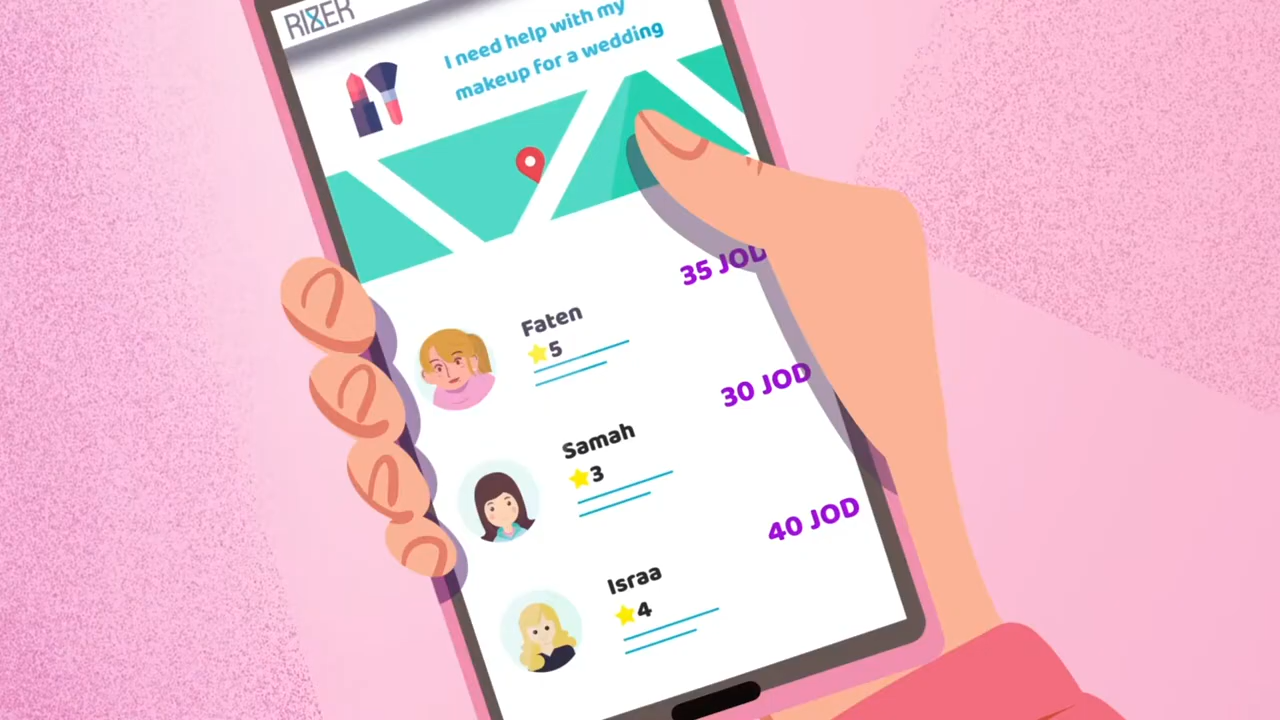 RIZER
I need help with my
makeup for a wedding
35 JOD
Faten
5
30 JOD
Samah
3
40 JOD
Israa
4